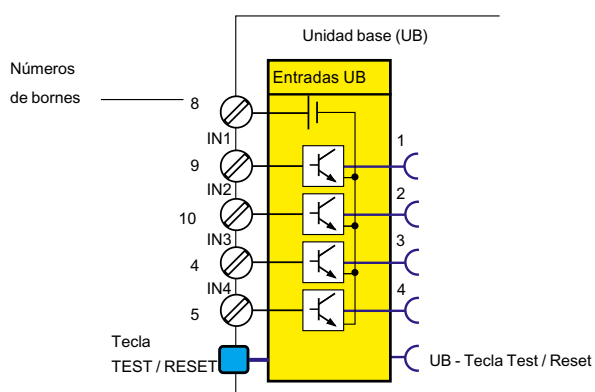 Unidad base (UB)
Números
de bornes
Entradas UB
8
IN1
1
9
IN2
2
10
IN3
3
4
IN4
4
5
Tecla
TEST / RESET
UB - Tecla Test / Reset